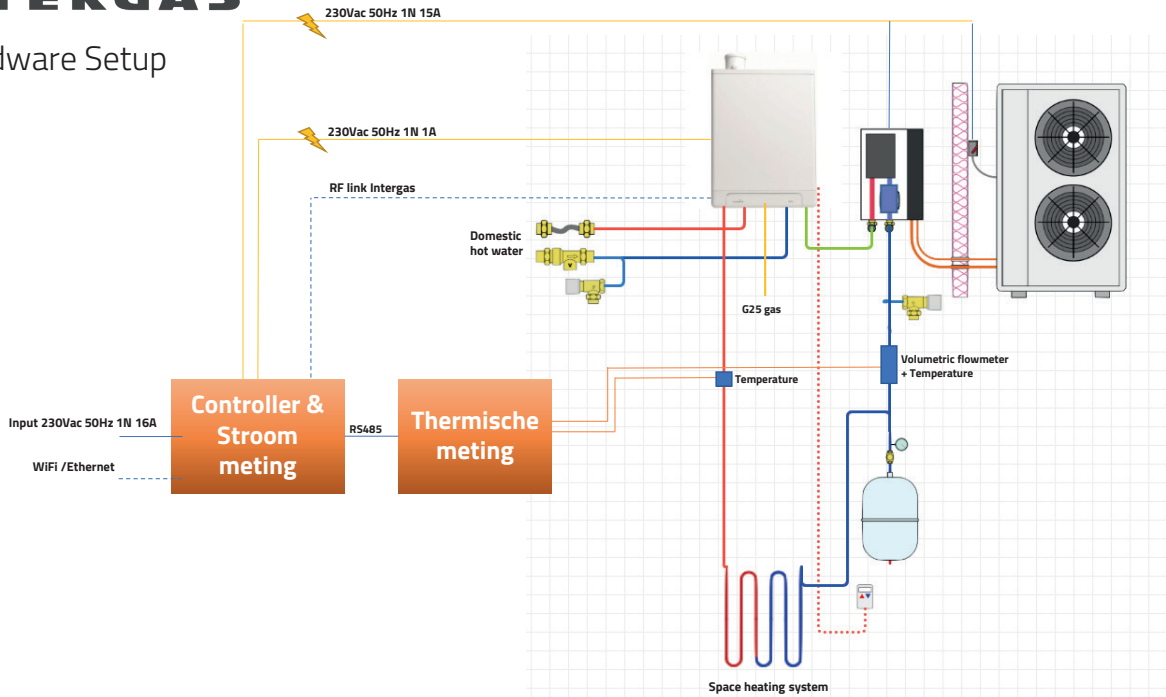 230Vac 50Hz 1N 15A
dware Setup
230Vac 50Hz 1N 1A
RF link Intergas
Domestic
hot water
G25 gas
Volumetric flowmeter
+ Temperature
Temperature
Controller &
Stroom
meting
Thermische
meting
Input 230Vac 50Hz 1N 16A
RS485
WiFi /Ethernet
Space heating system